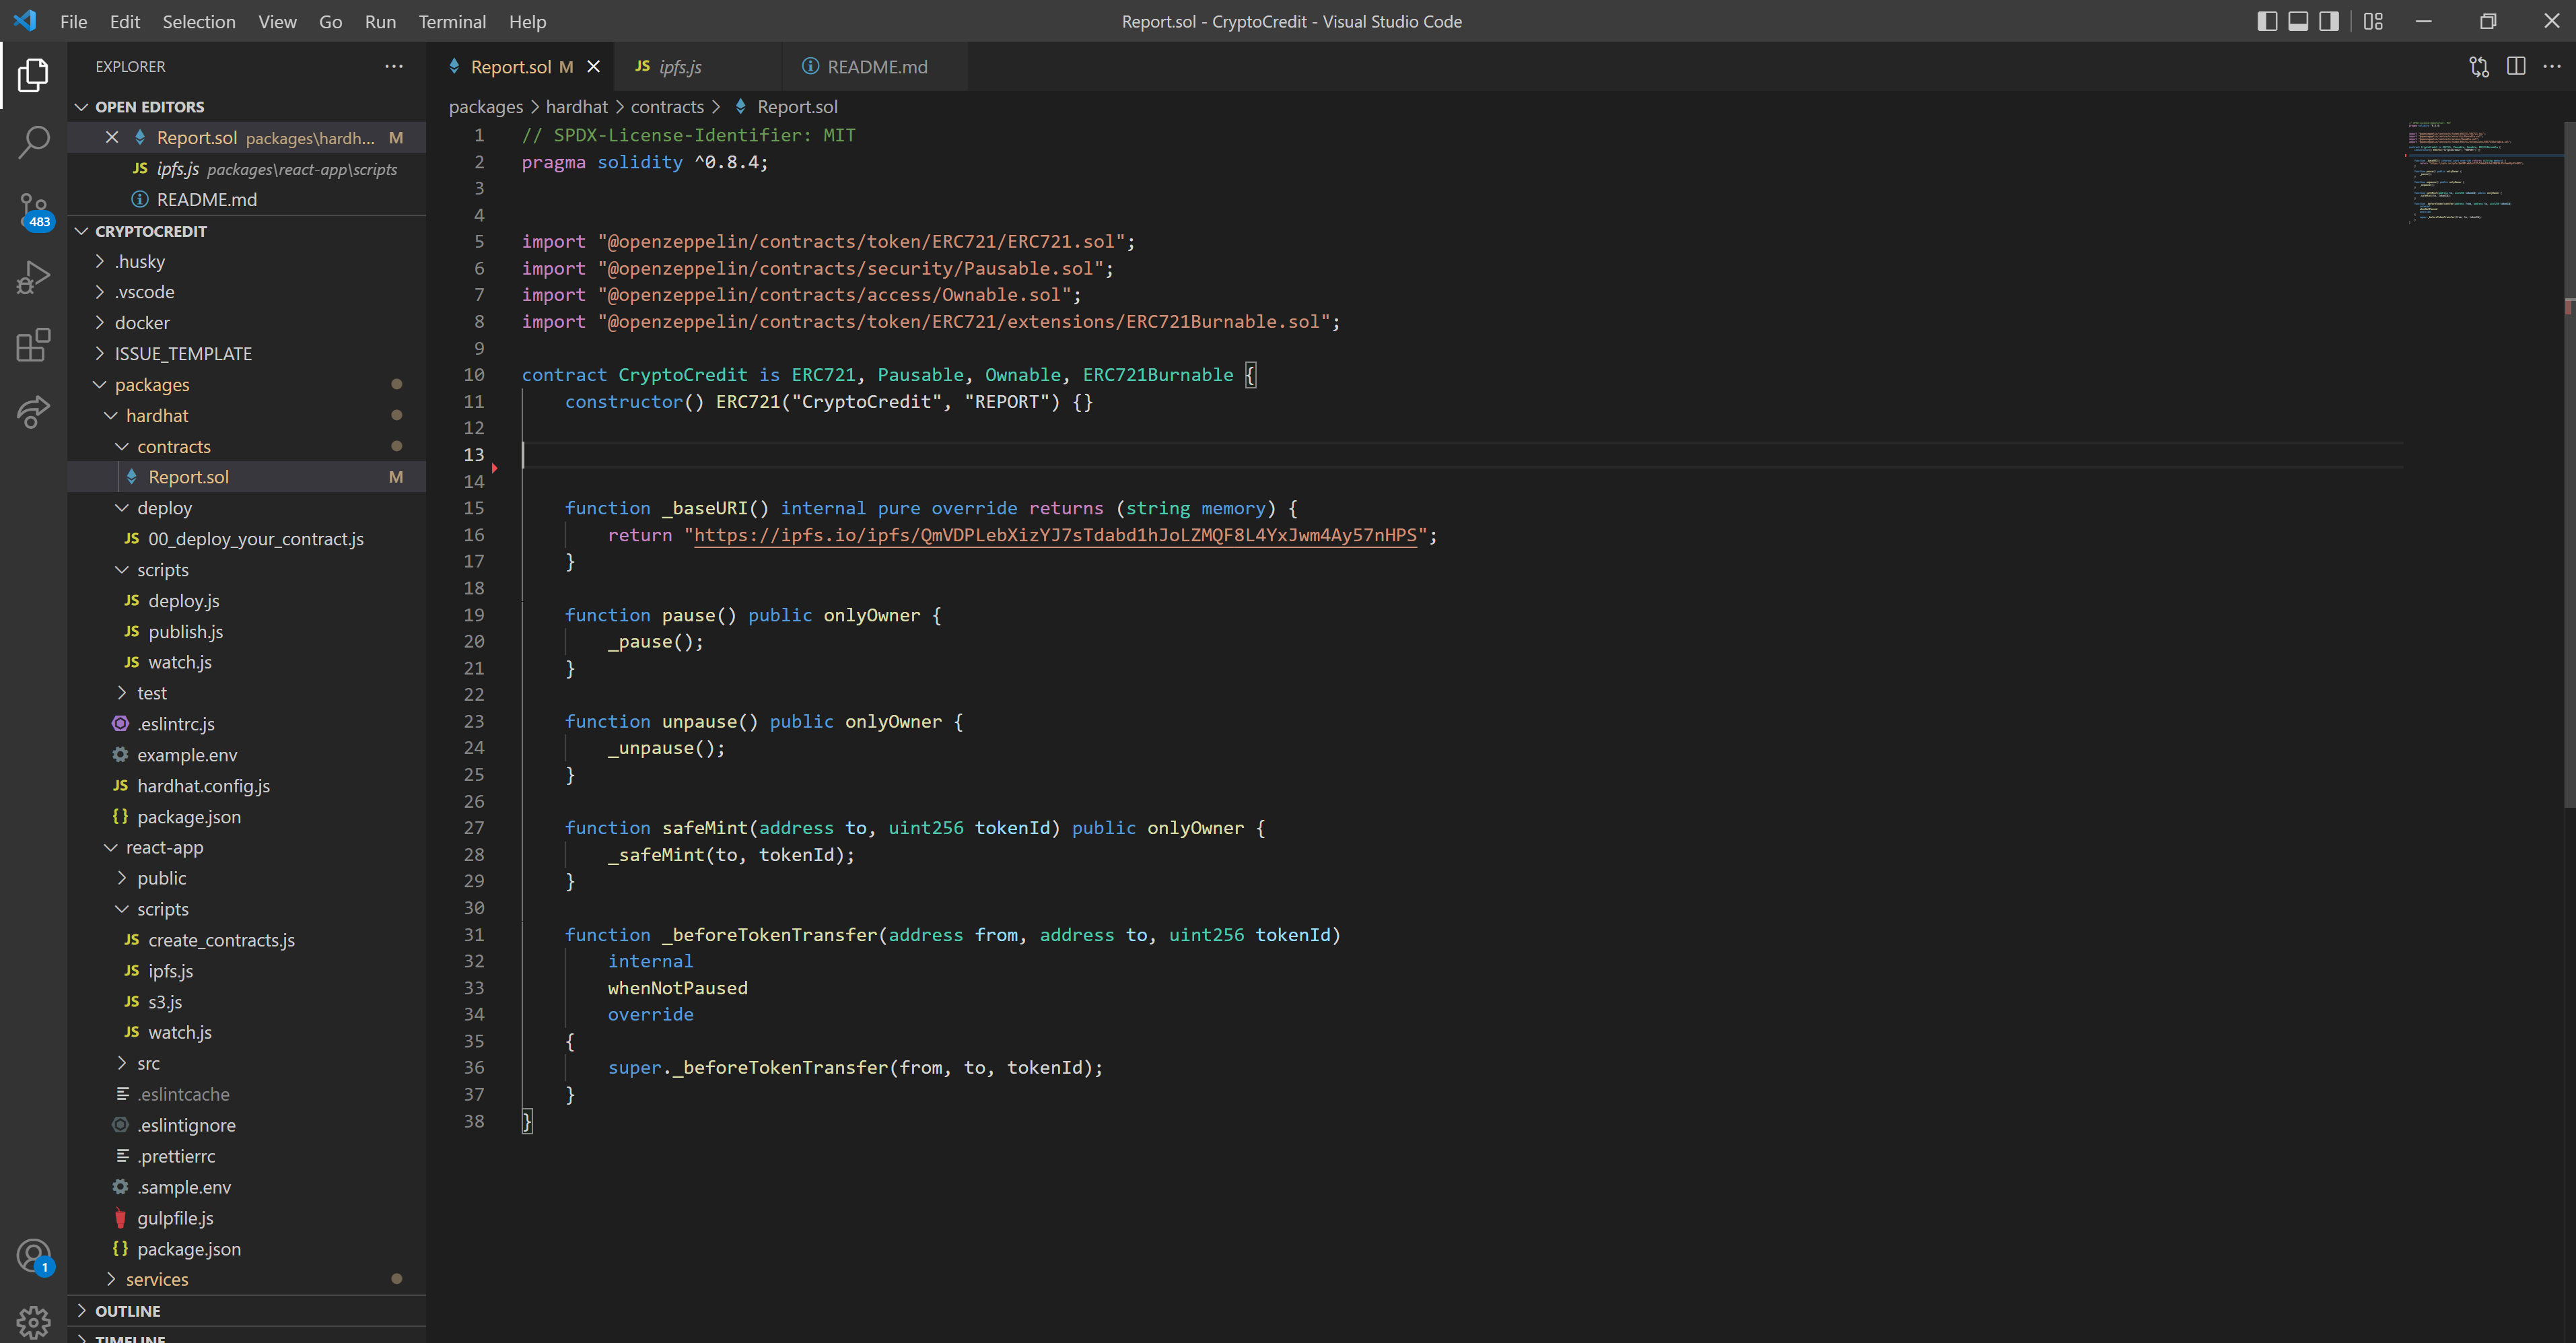 File Edit Selection View Go Run Terminal Help
Report.sol - CryptoCredit - Visual Studio Code
EXPLORER
OPEN EDITORS
Report.sol packages\hardh... M
JS ipfs.js packages\react-app\scripts
README.md
CRYPTOCREDIT
.husky
.vscode
docker
ISSUE_TEMPLATE
packages
hardhat
contracts
Report.sol M
deploy
JS 00_deploy_your_contract.js
scripts
JS deploy.js
JS publish.js
JS watch.js
test
.eslintrc.js
example.env
JS hardhat.config.js
{} package.json
react-app
public
scripts
JS create_contracts.js
JS ipfs.js
JS s3.js
JS watch.js
src
.eslintcache
.eslintignore
.prettierrc
.sample.env
gulpfile.js
{} package.json
services
OUTLINE
TIMELINE
483
1
Report.sol M
JS ipfs.js
README.md
packages > hardhat > contracts > Report.sol
1 // SPDX-License-Identifier: MIT
2 pragma solidity ^0.8.4;
3
4
5 import "@openzeppelin/contracts/token/ERC721/ERC721.sol";
6 import "@openzeppelin/contracts/security/Pausable.sol";
7 import "@openzeppelin/contracts/access/Ownable.sol";
8 import "@openzeppelin/contracts/token/ERC721/extensions/ERC721Burnable.sol";
9
10 contract CryptoCredit is ERC721, Pausable, Ownable, ERC721Burnable {
11 constructor() ERC721("CryptoCredit", "REPORT") {}
12
13
14
15 function _baseURI() internal pure override returns (string memory) {
16 return "https://ipfs.io/ipfs/QmVDPLebXizYJ7sTdabd1hJoLZMQF8L4YxJwm4Ay57nHPS";
17 }
18
19 function pause() public onlyOwner {
20 _pause();
21 }
22
23 function unpause() public onlyOwner {
24 _unpause();
25 }
26
27 function safeMint(address to, uint256 tokenId) public onlyOwner {
28 _safeMint(to, tokenId);
29 }
30
31 function _beforeTokenTransfer(address from, address to, uint256 tokenId)
32 internal
33 whenNotPaused
34 override
35 {
36 super._beforeTokenTransfer(from, to, tokenId);
37 }
38 }